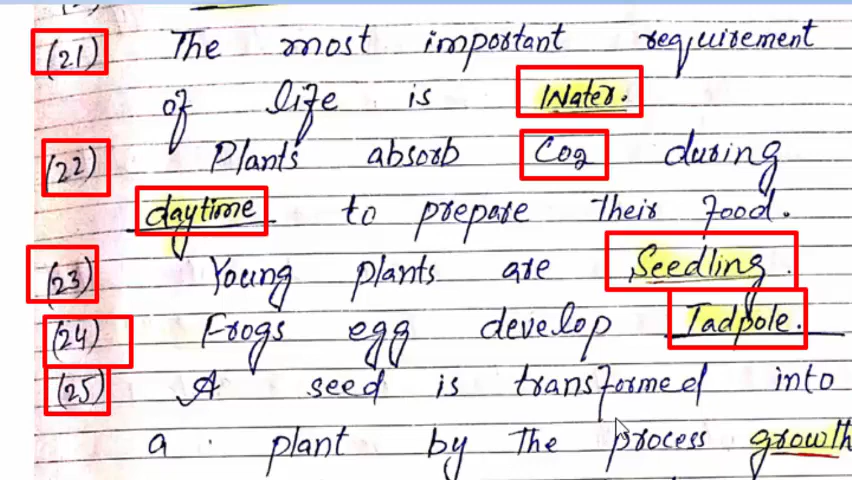 (21) The most important requirement
of life is Water.
(22) Plants absorb Co2 during
daytime to prepare their food.
(23) Young plants are Seedling.
(24) Frogs egg develop Tadpole.
(25) A seed is transformed into
a plant by the process growth